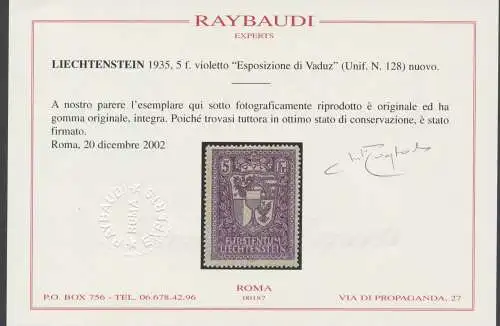 RAYBAUDI
EXPERTS
LIECHTENSTEIN 1935, 5 f. violetto “Esposizione di Vaduz” (Unif. N. 128) nuovo.
A nostro parere l'esemplare qui sotto fotograficamente riprodotto è originale ed ha
gomma originale, integra. Poiché trovasi tuttora in ottimo stato di conservazione, è stato
firmato.
Roma, 20 dicembre 2002
5 Fr
FÜRSTENTUM
LIECHTENSTEIN
RAYBAUDI
ROMA
ROMA
P.O. BOX 756 – TEL. 06.678.42.96
00187
VIA DI PROPAGANDA, 27